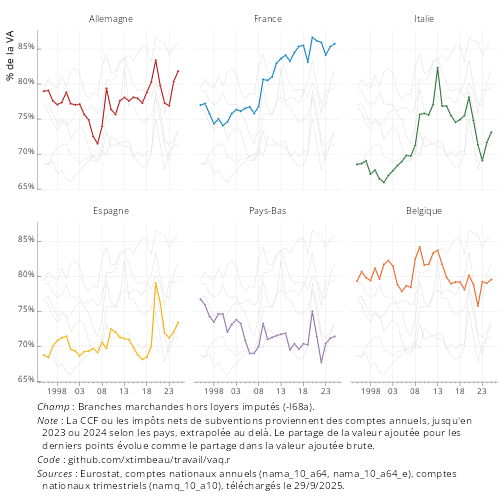 Allemagne France Italie
% de la VA
85%
80%
75%
70%
65%
Espagne Pays-Bas Belgique
85%
80%
75%
70%
65%
1998 03 08 13 18 23 1998 03 08 13 18 23 1998 03 08 13 18 23
Champ : Branches marchandes hors loyers imputés (-I68a).
Note : La CCF ou les impôts nets de subventions proviennent des comptes annuels, jusqu'en
2023 ou 2024 selon les pays, extrapolée au delà. Le partage de la valeur ajoutée pour les
derniers points évolue comme le partage dans la valeur ajoutée brute.
Code : github.com/xtimbeau/travail/vaq.r
Sources : Eurostat, comptes nationaux annuels (nama_10_a64, nama_10_a64_e), comptes
nationaux trimestriels (namq_10_a10), téléchargés le 29/9/2025.